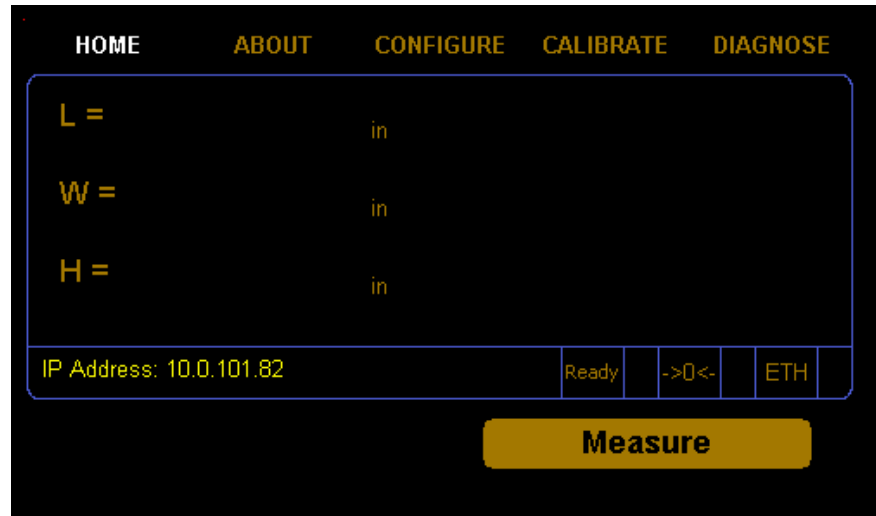 HOME ABOUT CONFIGURE CALIBRATE DIAGNOSE
L =
in
W =
in
H =
in
IP Address: 10.0.101.82 Ready ->0<- ETH
Measure